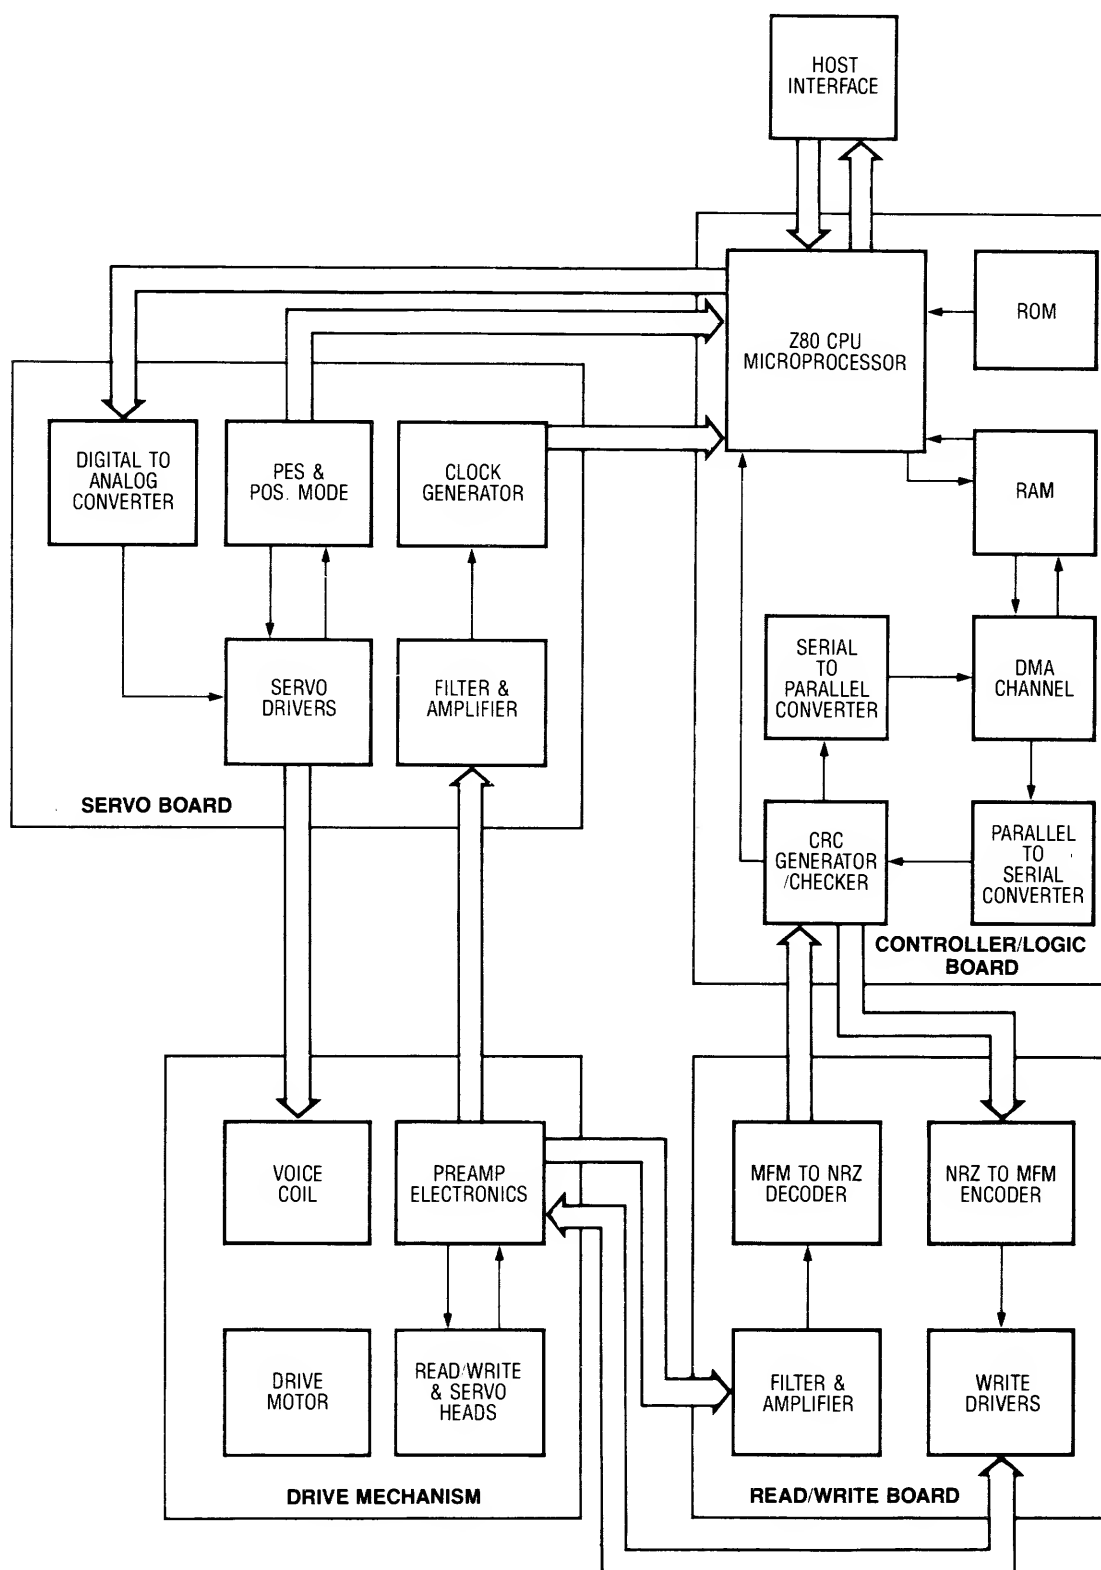 HOST
INTERFACE
Z80 CPU
MICROPROCESSOR
ROM
RAM
DIGITAL TO
ANALOG
CONVERTER
PES &
POS. MODE
CLOCK
GENERATOR
SERVO
DRIVERS
FILTER &
AMPLIFIER
SERVO BOARD
SERIAL
TO
PARALLEL
CONVERTER
DMA
CHANNEL
CRC
GENERATOR
/CHECKER
PARALLEL
TO
SERIAL
CONVERTER
CONTROLLER/LOGIC
BOARD
VOICE
COIL
PREAMP
ELECTRONICS
DRIVE
MOTOR
READ/WRITE
& SERVO
HEADS
DRIVE MECHANISM
MFM TO NRZ
DECODER
NRZ TO MFM
ENCODER
FILTER &
AMPLIFIER
WRITE
DRIVERS
READ/WRITE BOARD